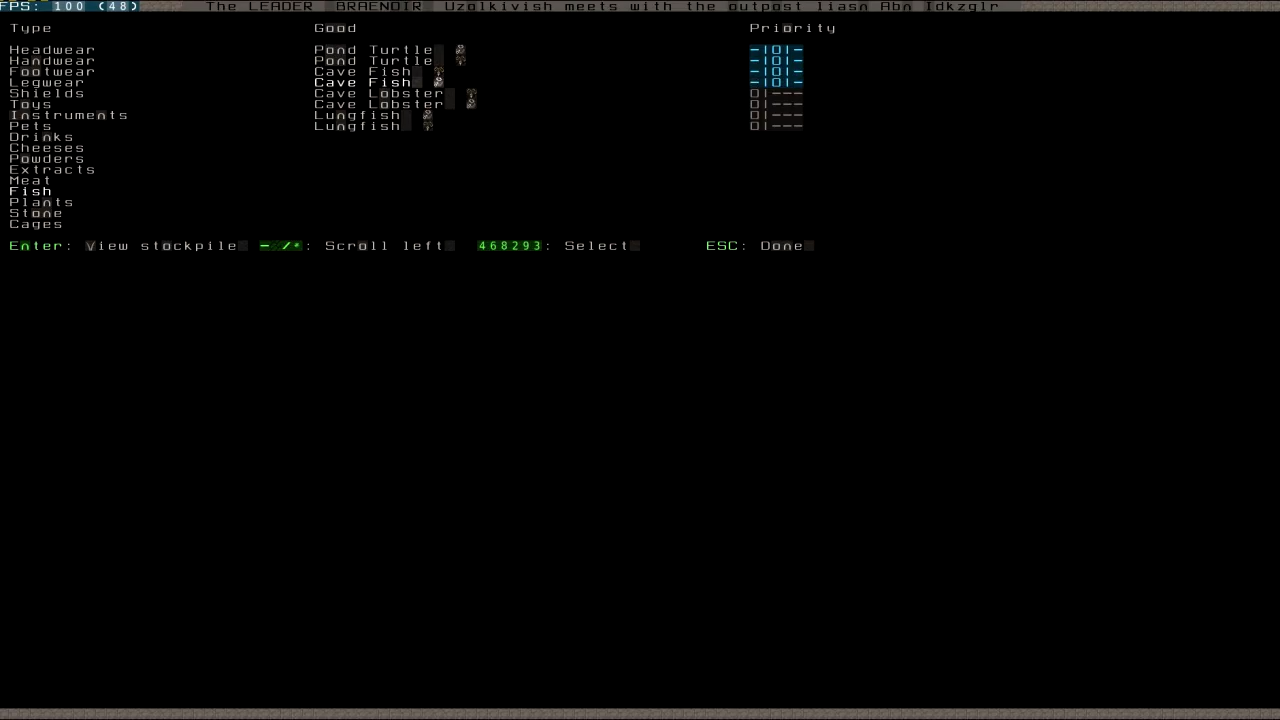 FPS: 100 (48) The LEADER BRAENOIR Uzolkivish meets with the outpost liasn Abn Idkzglr
Type Good Priority
Headwear Pond Turtle -|0|-
Handwear Pond Turtle -|0|-
Footwear Cave Fish -|0|-
Legwear Cave Fish -|0|-
Shields Cave Lobster 0|---
Toys Cave Lobster 0|---
Instruments Lungfish 0|---
Pets Lungfish 0|---
Drinks
Cheeses
Powders
Extracts
Meat
Fish
Plants
Stone
Cages
Enter: View stockpile -/*: Scroll left 468293: Select ESC: Done